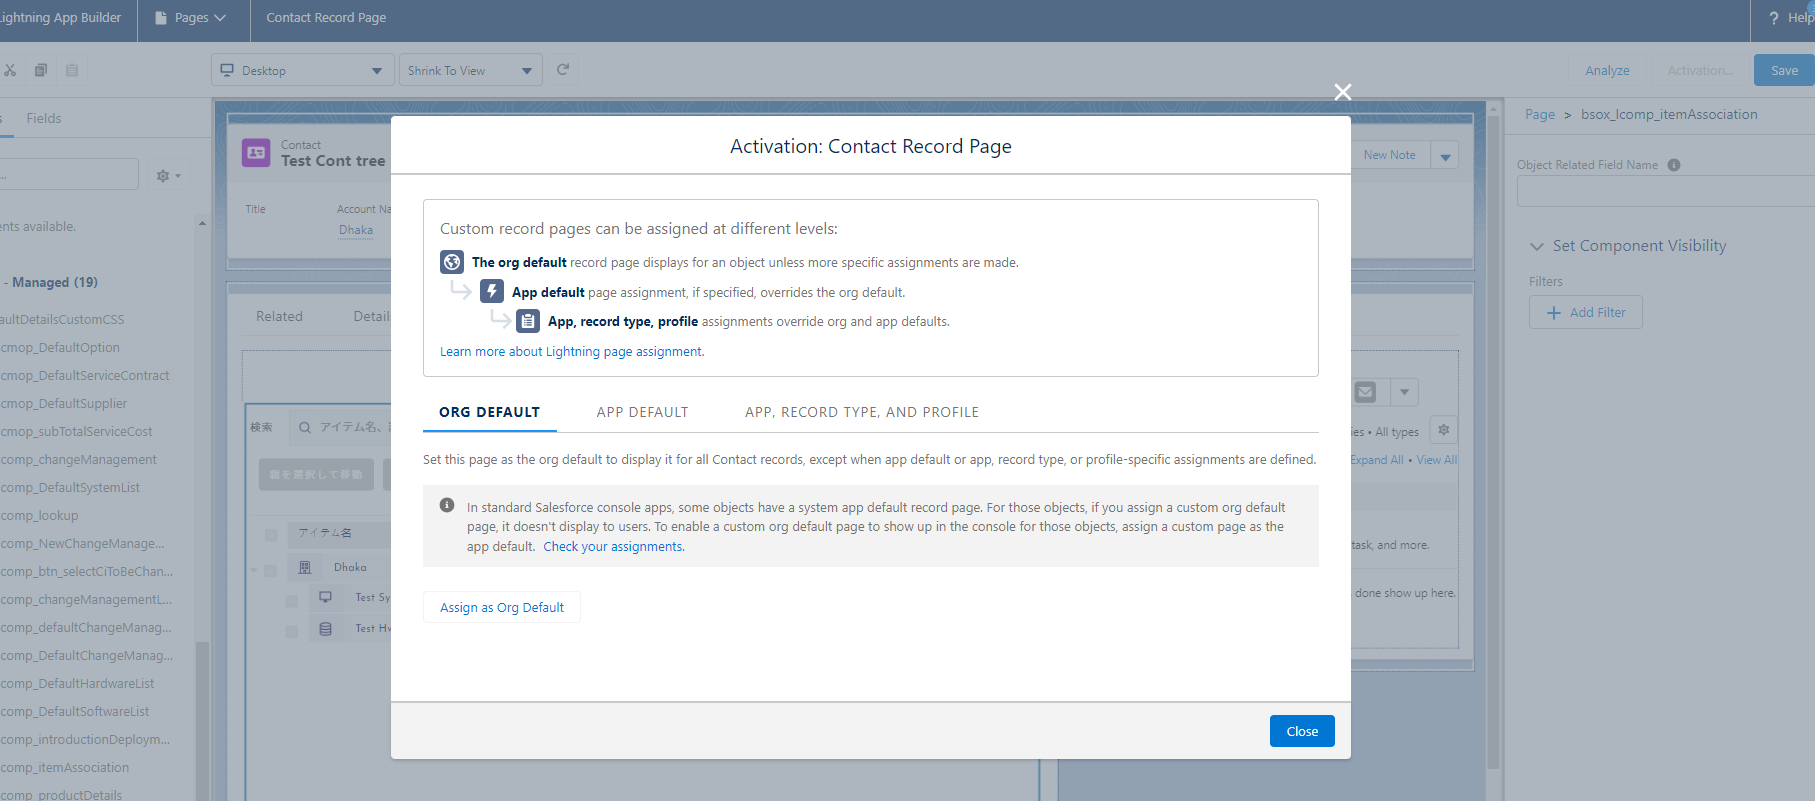 Lightning App Builder
Pages
Contact Record Page
? Help
Desktop
Shrink To View
Analyze
Activation...
Save
Fields
...
Contact
Test Cont tree
Title
Account Na
Dhaka
New Note
Page > bsox_lcomp_itemAssociation
Object Related Field Name
Set Component Visibility
Filters
Add Filter
nts available.
- Managed (19)
aultDetailsCustomCSS
cmop_DefaultOption
cmop_DefaultServiceContract
cmop_DefaultSupplier
cmop_subTotalServiceCost
comp_changeManagement
comp_DefaultSystemList
comp_lookup
comp_NewChangeManage...
comp_btn_selectCiToBeChan...
comp_changeManagementL...
comp_defaultChangeManag...
comp_DefaultChangeManag...
comp_DefaultHardwareList
comp_DefaultSoftwareList
comp_introductionDeploym...
comp_itemAssociation
comp_productDetails
Related
Detail
検索
アイテム名、
親を選択して移動
アイテム名
Dhaka
Test Sy
Test Hw
Activation: Contact Record Page
Custom record pages can be assigned at different levels:
The org default record page displays for an object unless more specific assignments are made.
App default page assignment, if specified, overrides the org default.
App, record type, profile assignments override org and app defaults.
Learn more about Lightning page assignment.
ORG DEFAULT
APP DEFAULT
APP, RECORD TYPE, AND PROFILE
Set this page as the org default to display it for all Contact records, except when app default or app, record type, or profile-specific assignments are defined.
In standard Salesforce console apps, some objects have a system app default record page. For those objects, if you assign a custom org default
page, it doesn't display to users. To enable a custom org default page to show up in the console for those objects, assign a custom page as the
app default. Check your assignments.
Assign as Org Default
Close
ies • All types
Expand All • View All
task, and more.
done show up here.